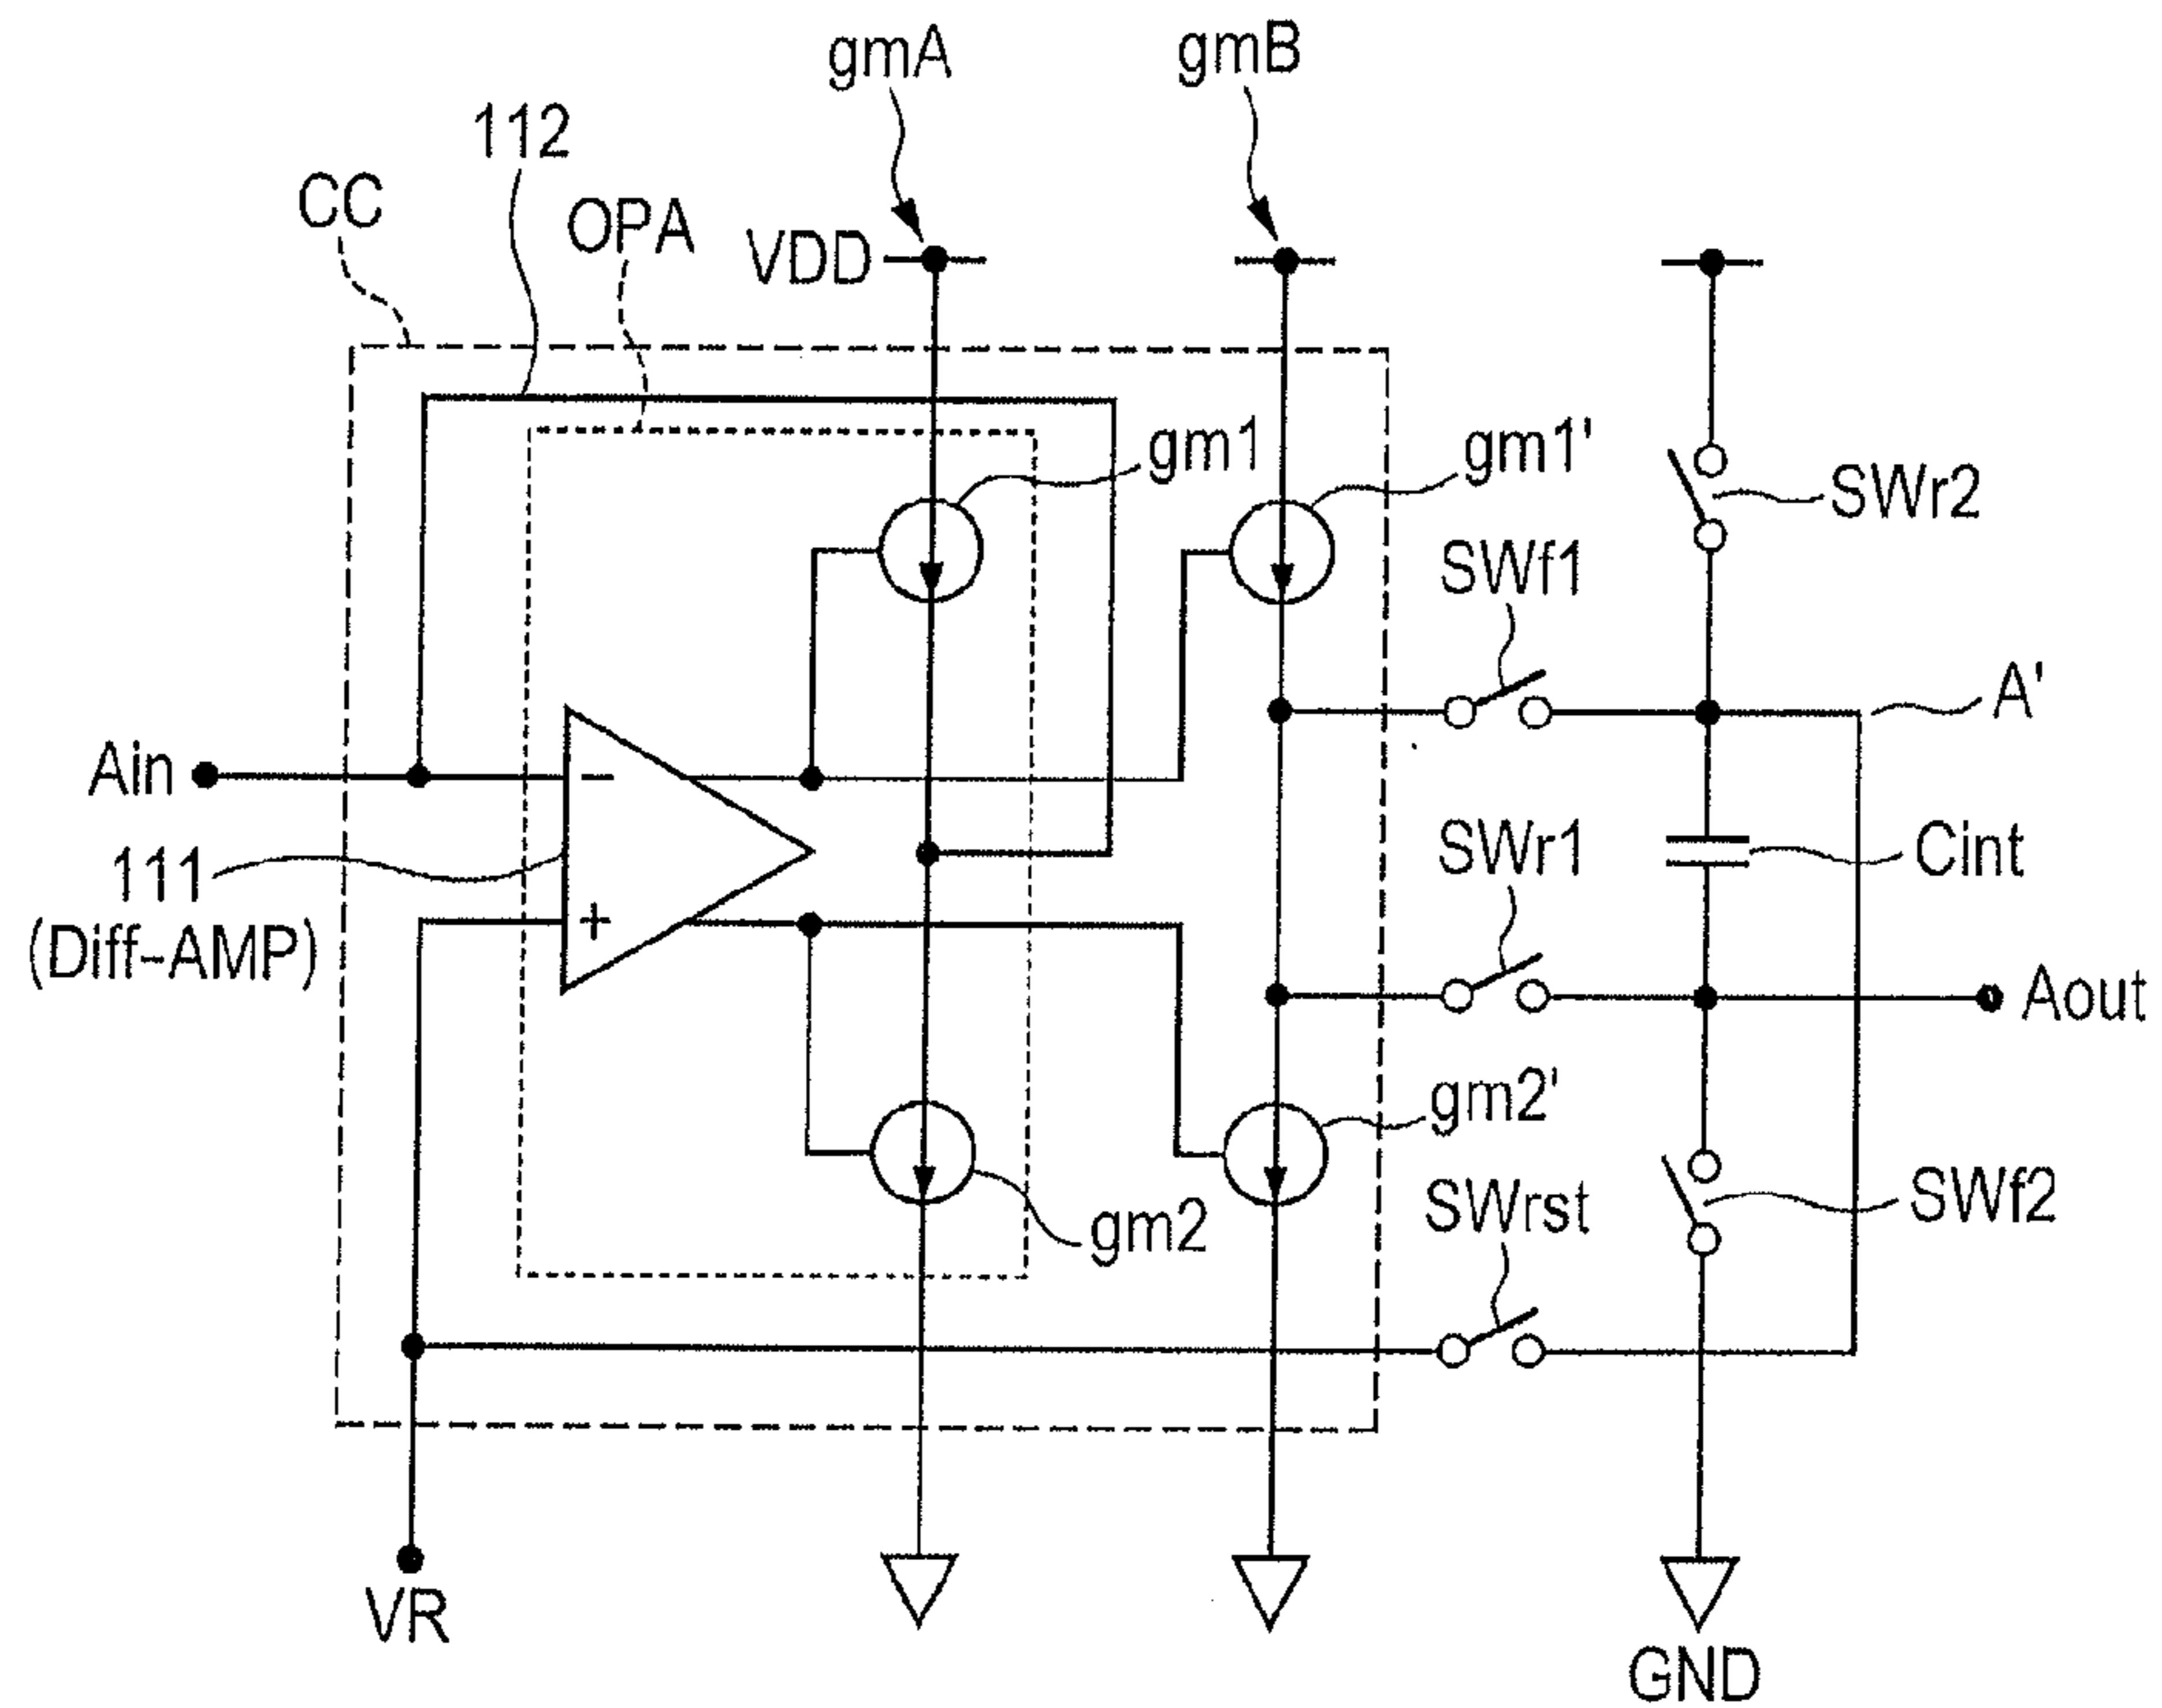 gmA
gmB
112
CC
OPA
VDD
gm1
gm1'
SWr2
SWf1
A'
Ain
−
111
(Diff-AMP)
+
SWr1
Cint
Aout
gm2'
SWrst
SWf2
gm2
VR
GND